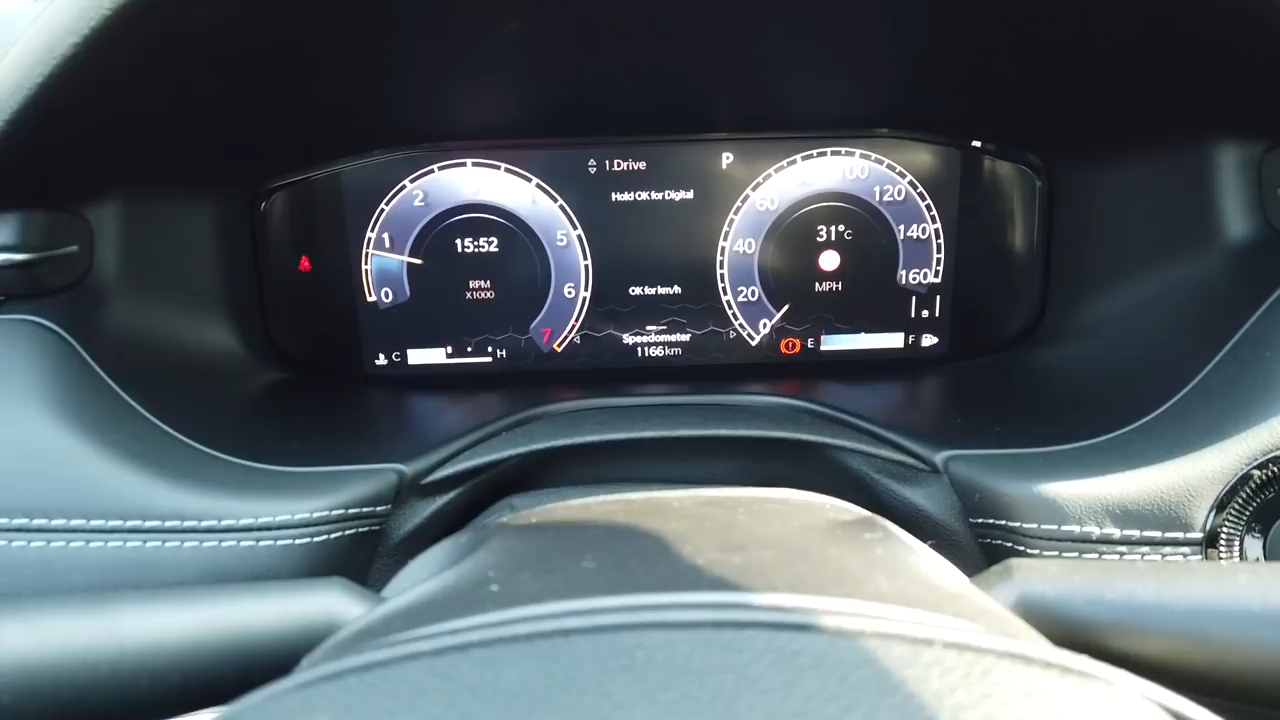 1.Drive
P
Hold OK for Digital
2
1
0
5
6
7
15:52
RPM
X1000
OK for km/h
Speedometer
1166 km
C
H
0
20
40
60
100
120
140
160
31°C
MPH
E
F